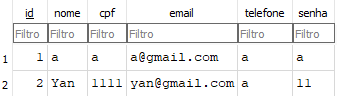 id nome cpf email telefone senha
Filtro Filtro Filtro Filtro Filtro Filtro
1 1 a a a@gmail.com a a
2 2 Yan 1111 yan@gmail.com a 11